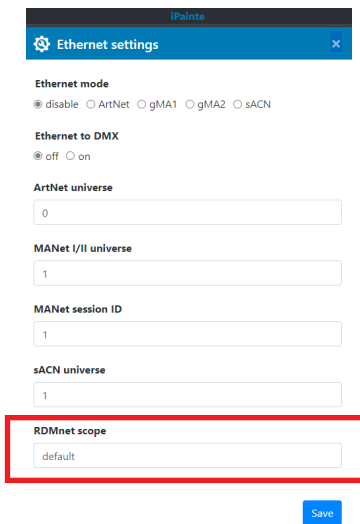 iPainte
Ethernet settings ×
Ethernet mode
disable ArtNet gMA1 gMA2 sACN
Ethernet to DMX
off on
ArtNet universe
0
MANet I/II universe
1
MANet session ID
1
sACN universe
1
RDMnet scope
default
Save